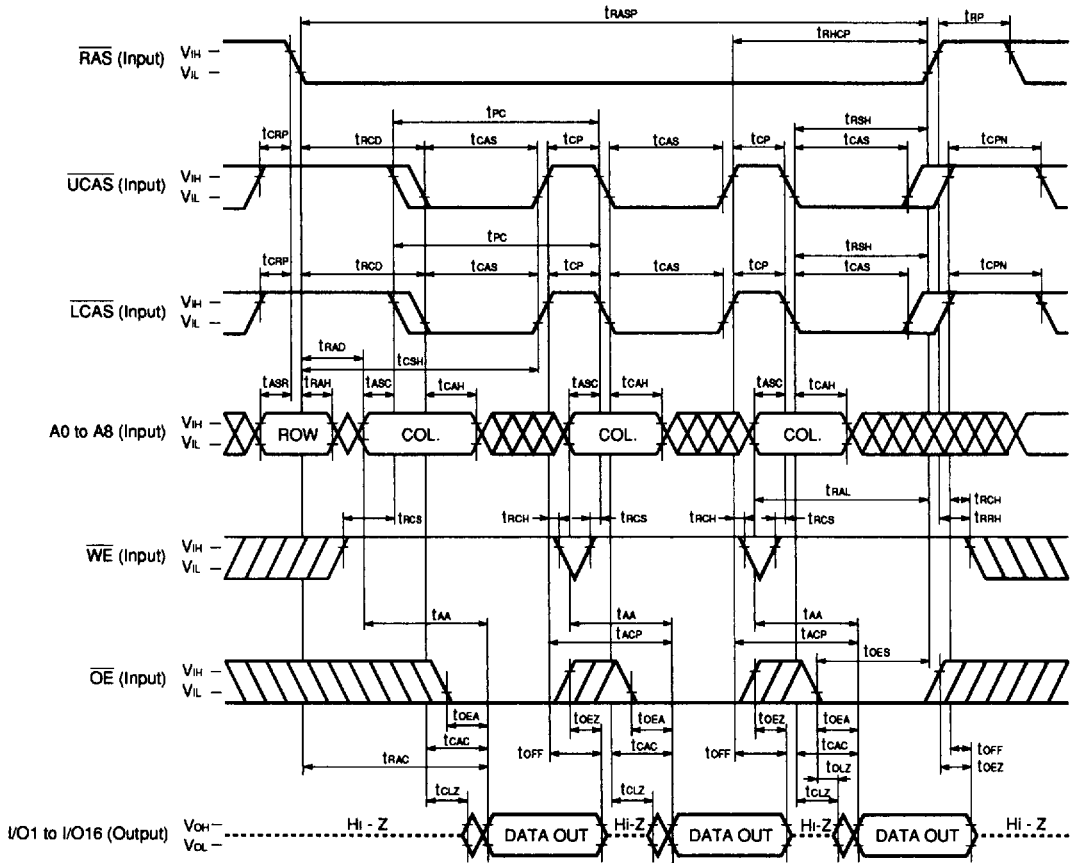 tRASP
tRP
tRHCP
RAS (Input) VIH
VIL
tPC
tRSH
tCRP tRCD tCAS tCP tCAS tCP tCAS tCPN
UCAS (Input) VIH
VIL
tPC
tRSH
tCRP tRCD tCAS tCP tCAS tCP tCAS tCPN
LCAS (Input) VIH
VIL
tRAD
tCSH
tASR tRAH tASC tCAH tASC tCAH tASC tCAH
A0 to A8 (Input) VIH
VIL
ROW COL. COL. COL.
tRAL
tRCH
tRCS tRCH tRCS tRCH tRCS
tRRH
WE (Input) VIH
VIL
tAA tAA tAA
tACP tACP
tOES
OE (Input) VIH
VIL
tOEA tOEZ tOEA tOEZ tOEA
tCAC tOFF tCAC tOFF tCAC tOFF
tRAC tOLZ tOEZ
tCLZ tCLZ tCLZ
I/O1 to I/O16 (Output) VOH
VOL
Hi - Z DATA OUT Hi-Z DATA OUT Hi-Z DATA OUT Hi - Z